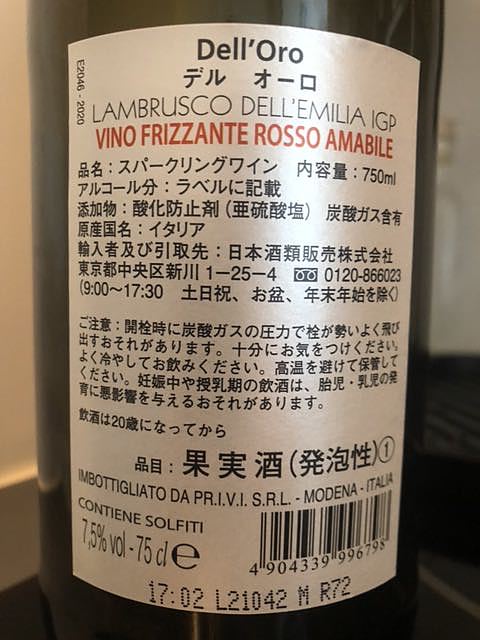 E2046 - 2020
Dell'Oro
デル オーロ
LAMBRUSCO DELL'EMILIA IGP
VINO FRIZZANTE ROSSO AMABILE
品名：スパークリングワイン 内容量：750ml
アルコール分：ラベルに記載
添加物：酸化防止剤（亜硫酸塩） 炭酸ガス含有
原産国名：イタリア
輸入者及び引取先：日本酒類販売株式会社
東京都中央区新川1-25-4 0120-866023
（9:00〜17:30 土日祝、お盆、年末年始を除く）
ご注意：開栓時に炭酸ガスの圧力で栓が勢いよく飛び
出すおそれがあります。十分にお気をつけください。
よく冷やしてお飲みください。高温を避けて保管して
ください。妊娠中や授乳期の飲酒は、胎児・乳児の発
育に悪影響を与えるおそれがあります。
飲酒は20歳になってから
品目：果実酒（発泡性）①
IMBOTTIGLIATO DA PR.I.V.I. S.R.L. - MODENA - ITALIA
CONTIENE SOLFITI
7,5% vol - 75 cl e
4 904339 996798
17:02 L21042 M R72